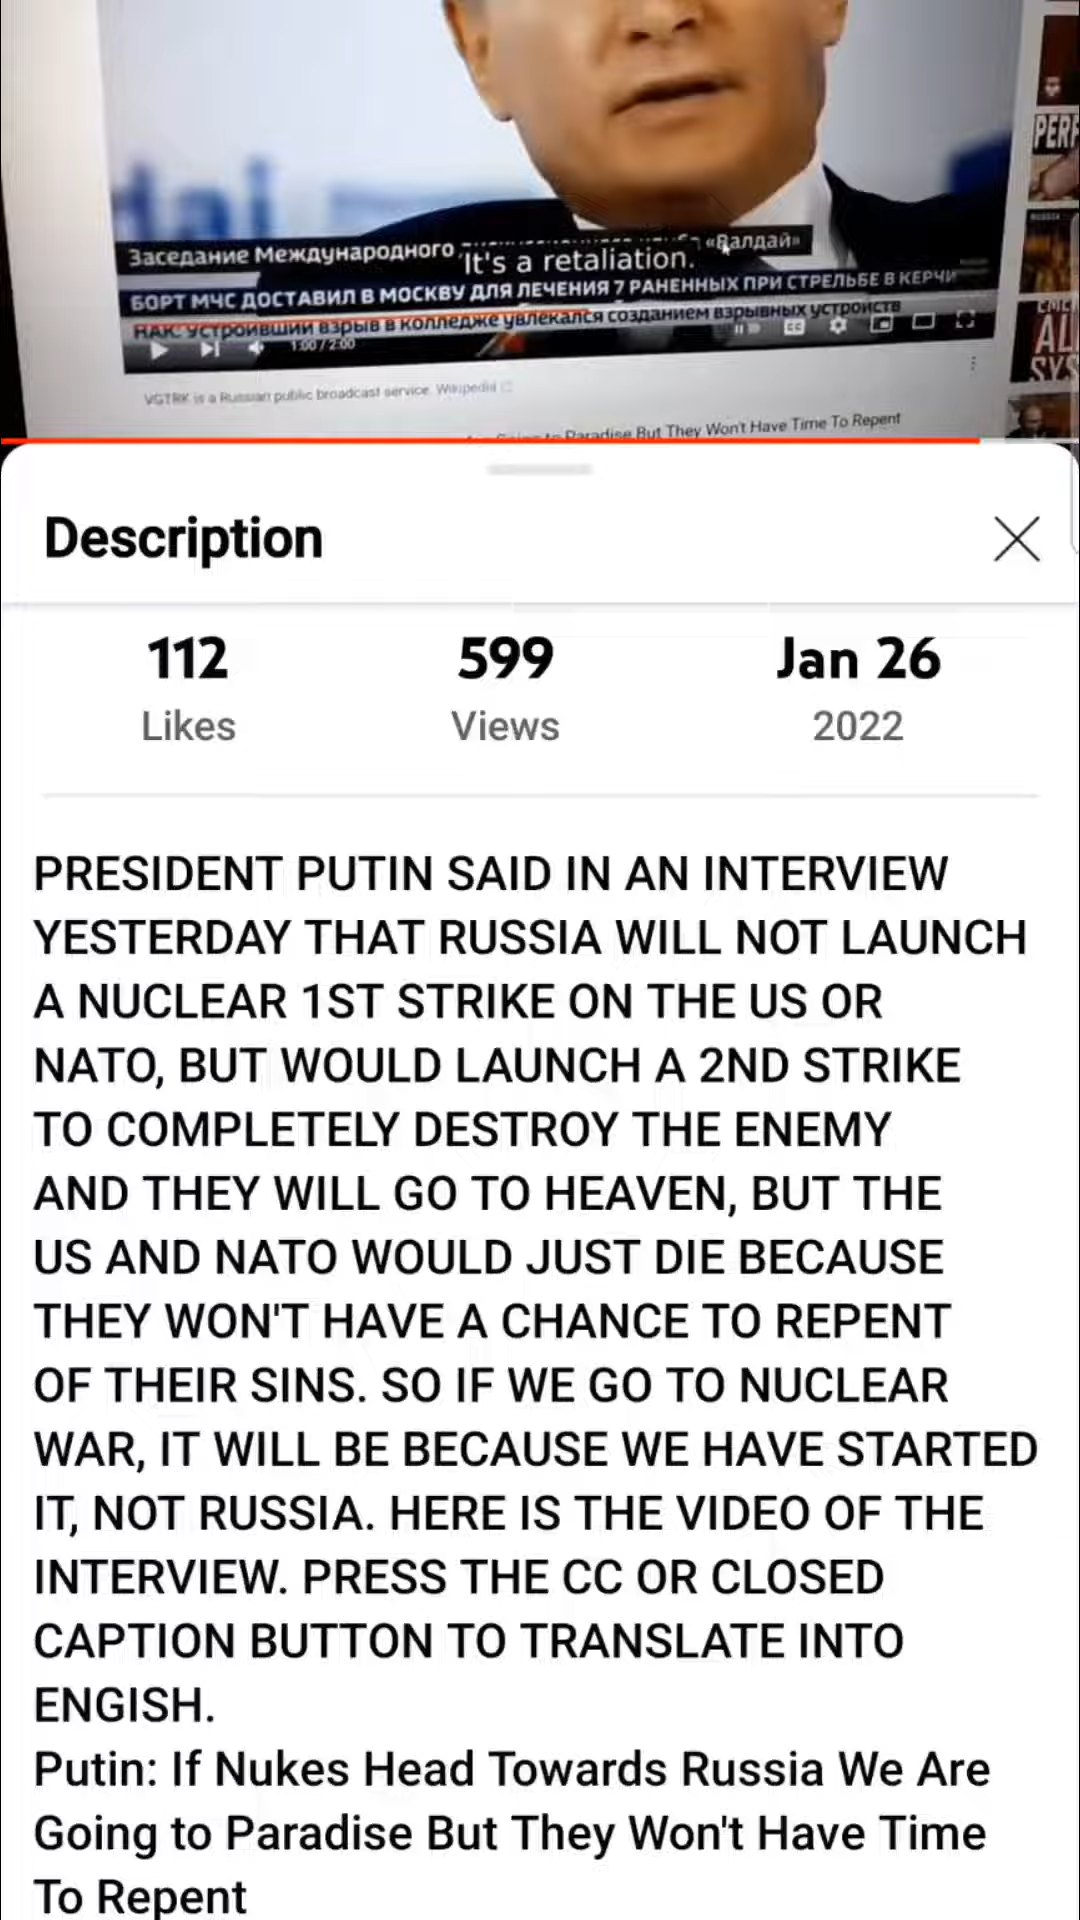 dai
PERF
RUSSIA
Заседание Международного «Валдай»
It's a retaliation.
БОРТ МЧС ДОСТАВИЛ В МОСКВУ ДЛЯ ЛЕЧЕНИЯ 7 РАНЕННЫХ ПРИ СТРЕЛЬБЕ В КЕРЧИ
НАК: УСТРОИВШИЙ ВЗРЫВ В КОЛЛЕДЖЕ УВЛЕКАЛСЯ СОЗДАНИЕМ ВЗРЫВНЫХ УСТРОЙСТВ
1:00 / 2:00
CC
AL
SYS
VGTRK is a Russian public broadcast service. Wikipedia
Going to Paradise But They Won't Have Time To Repent
Description
112
599
Jan 26
Likes
Views
2022
PRESIDENT PUTIN SAID IN AN INTERVIEW
YESTERDAY THAT RUSSIA WILL NOT LAUNCH
A NUCLEAR 1ST STRIKE ON THE US OR
NATO, BUT WOULD LAUNCH A 2ND STRIKE
TO COMPLETELY DESTROY THE ENEMY
AND THEY WILL GO TO HEAVEN, BUT THE
US AND NATO WOULD JUST DIE BECAUSE
THEY WON'T HAVE A CHANCE TO REPENT
OF THEIR SINS. SO IF WE GO TO NUCLEAR
WAR, IT WILL BE BECAUSE WE HAVE STARTED
IT, NOT RUSSIA. HERE IS THE VIDEO OF THE
INTERVIEW. PRESS THE CC OR CLOSED
CAPTION BUTTON TO TRANSLATE INTO
ENGISH.
Putin: If Nukes Head Towards Russia We Are
Going to Paradise But They Won't Have Time
To Repent